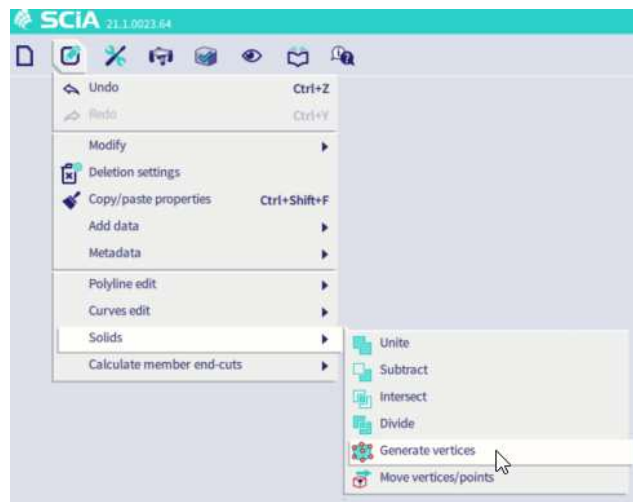 SCiA 21.1.0023.64
Undo Ctrl+Z
Redo Ctrl+Y
Modify
Deletion settings
Copy/paste properties Ctrl+Shift+F
Add data
Metadata
Polyline edit
Curves edit
Solids
Calculate member end-cuts
Unite
Subtract
Intersect
Divide
Generate vertices
Move vertices/points